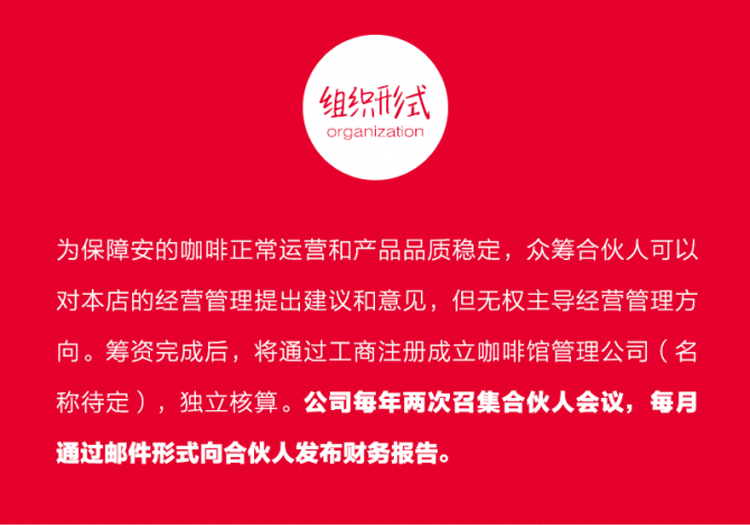 组织形式
organization
为保障安的咖啡正常运营和产品品质稳定，众筹合伙人可以
对本店的经营管理提出建议和意见，但无权主导经营管理方
向。筹资完成后，将通过工商注册成立咖啡馆管理公司（名
称待定），独立核算。公司每年两次召集合伙人会议，每月
通过邮件形式向合伙人发布财务报告。